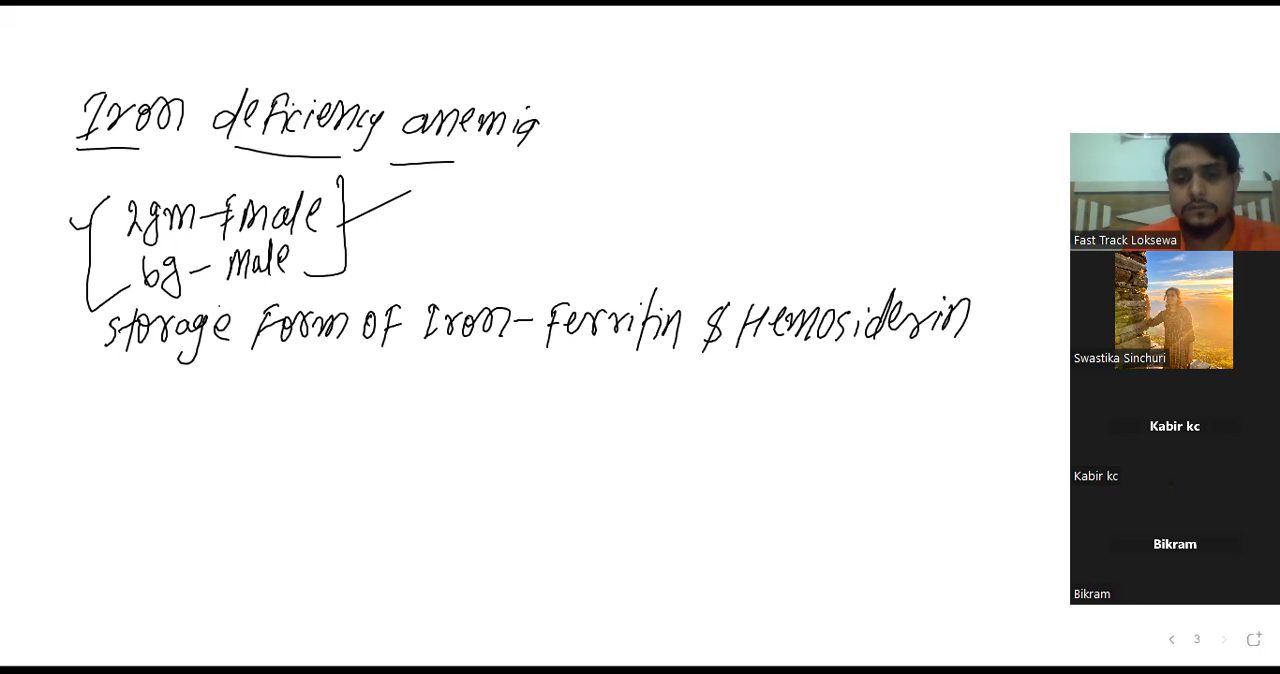 Iron deficiency anemia
2gm - fmale
6g - male
storage form of Iron - Ferritin $ Hemosiderin
Fast Track Loksewa
Swastika Sinchuri
Kabir kc
Kabir kc
Bikram
Bikram
3